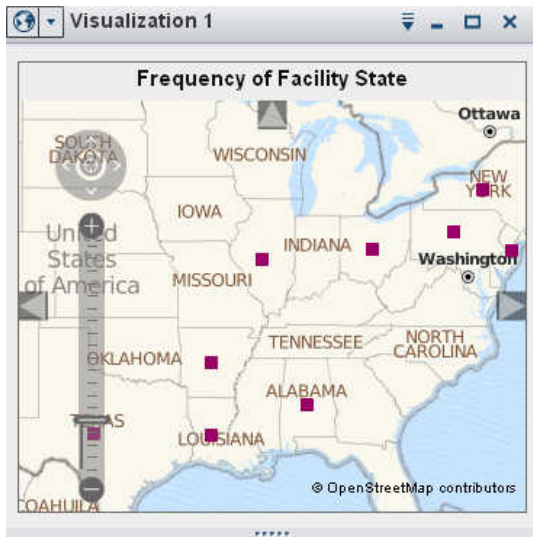 Visualization 1
Frequency of Facility State
Ottawa
SOUTH
DAKOTA
WISCONSIN
NEW
YORK
IOWA
United
States
of America
INDIANA
Washington
MISSOURI
TENNESSEE
NORTH
CAROLINA
OKLAHOMA
ALABAMA
TEXAS
LOUISIANA
COAHUILA
© OpenStreetMap contributors